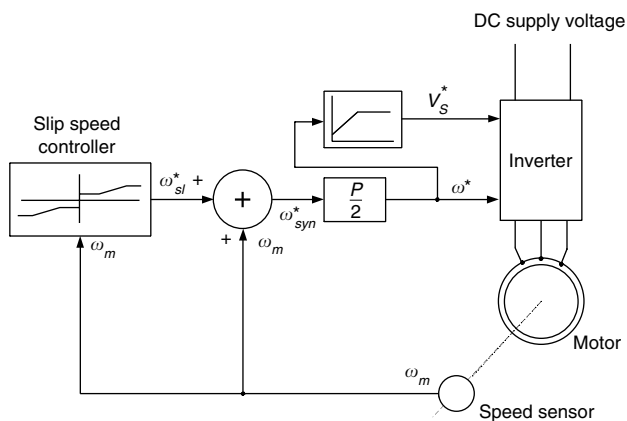 DC supply voltage
Slip speed
controller
V*S
Inverter
ω*sl +
+
P
2
ω*
ω*syn
ωm
+
ωm
Motor
ωm
Speed sensor